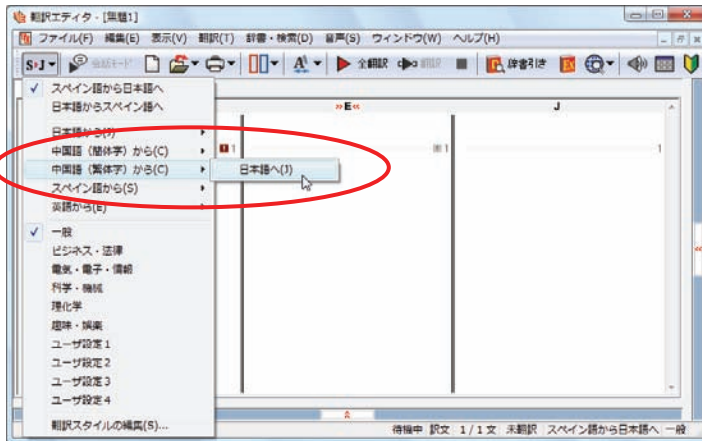 翻訳エディタ - [無題1]
ファイル(F) 編集(E) 表示(V) 翻訳(T) 辞書・検索(D) 音声(S) ウィンドウ(W) ヘルプ(H)
S›J 会話モード 全翻訳 翻訳 辞書引き
スペイン語から日本語へ
日本語からスペイン語へ
»E« J
日本語から(J)
中国語（簡体字）から(C) 1 1 1
中国語（繁体字）から(C) 日本語へ(J)
スペイン語から(S)
英語から(E)
一般
ビジネス・法律
電気・電子・情報
科学・機械
理化学
趣味・娯楽
ユーザ設定1
ユーザ設定2
ユーザ設定3
ユーザ設定4
翻訳スタイルの編集(S)...
待機中 訳文 1/1文 未翻訳 スペイン語から日本語へ 一般